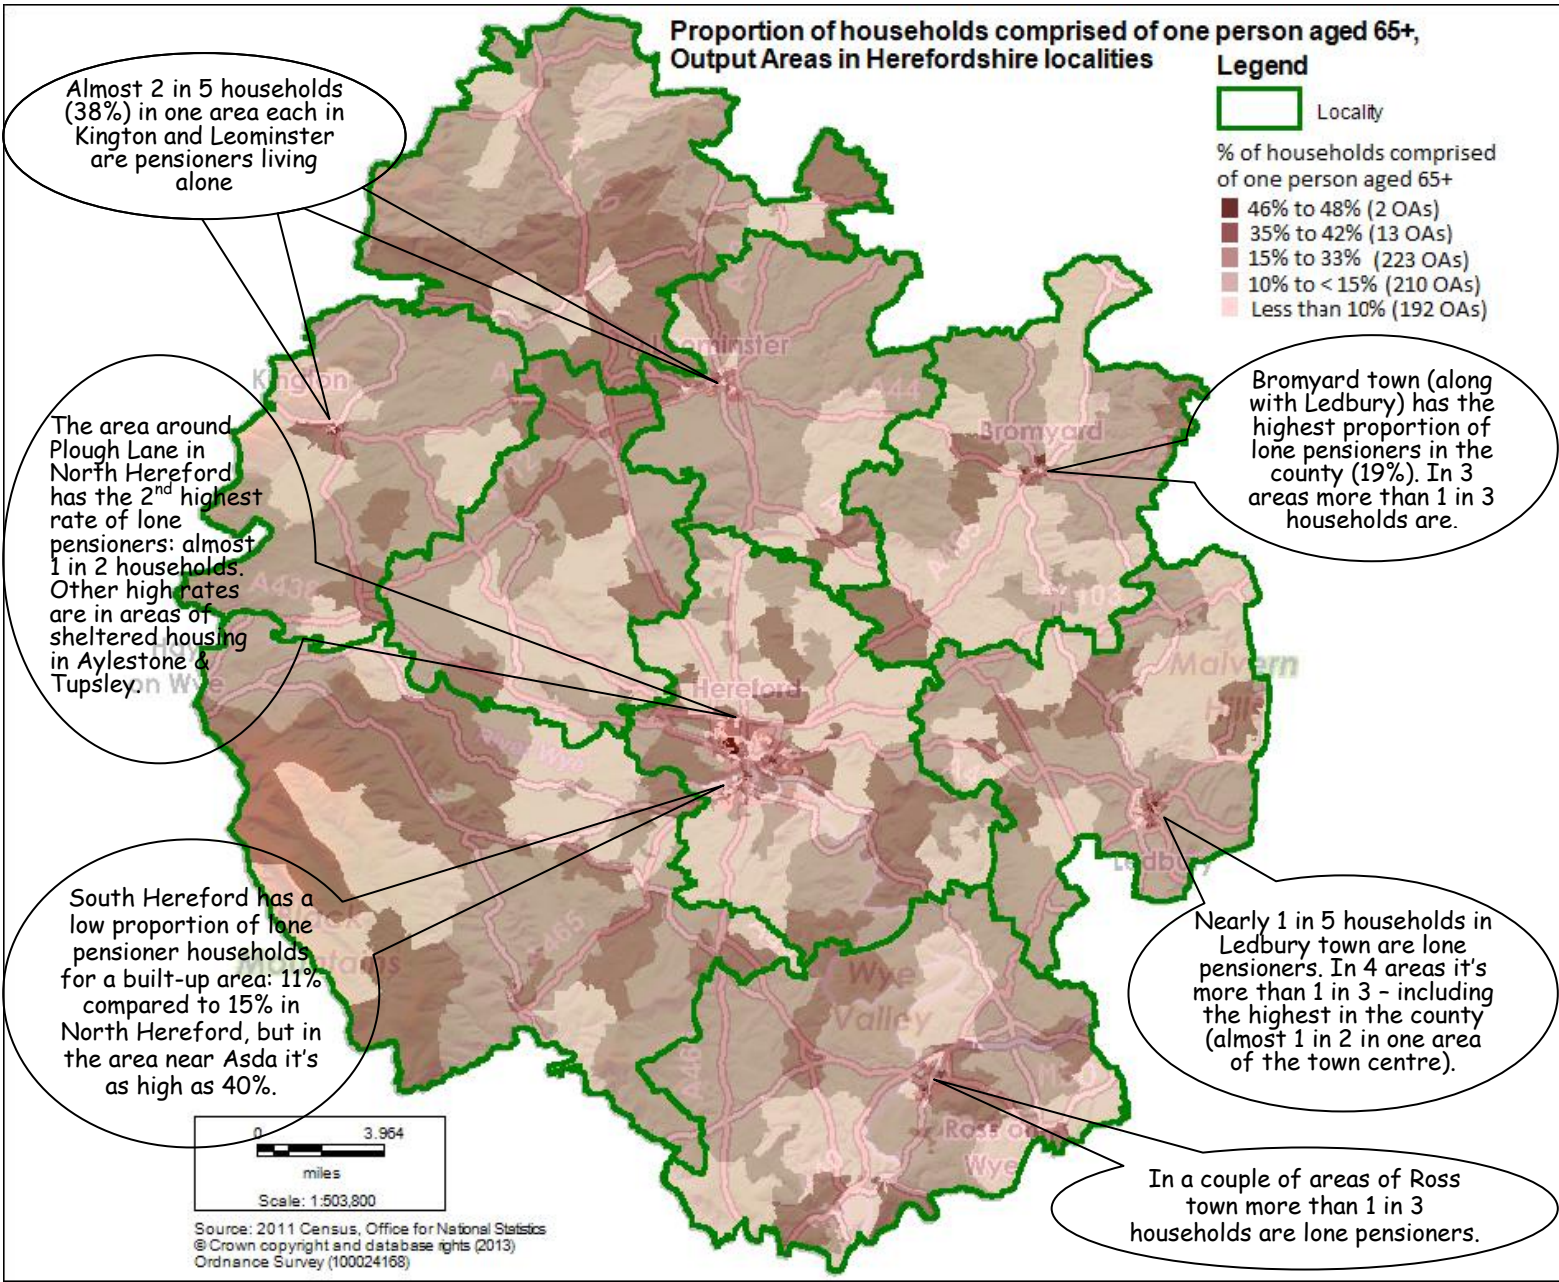 Proportion of households comprised of one person aged 65+,
Output Areas in Herefordshire localities
Legend
Locality
% of households comprised
of one person aged 65+
46% to 48% (2 OAs)
35% to 42% (13 OAs)
15% to 33% (223 OAs)
10% to < 15% (210 OAs)
Less than 10% (192 OAs)
Almost 2 in 5 households
(38%) in one area each in
Kington and Leominster
are pensioners living
alone
The area around
Plough Lane in
North Hereford
has the 2nd highest
rate of lone
pensioners: almost
1 in 2 households.
Other high rates
are in areas of
sheltered housing
in Aylestone &
Tupsley.
South Hereford has a
low proportion of lone
pensioner households
for a built-up area: 11%
compared to 15% in
North Hereford, but in
the area near Asda it's
as high as 40%.
Bromyard town (along
with Ledbury) has the
highest proportion of
lone pensioners in the
county (19%). In 3
areas more than 1 in 3
households are.
Nearly 1 in 5 households in
Ledbury town are lone
pensioners. In 4 areas it's
more than 1 in 3 – including
the highest in the county
(almost 1 in 2 in one area
of the town centre).
In a couple of areas of Ross
town more than 1 in 3
households are lone pensioners.
Kington
Leominster
A44
Bromyard
A438
on Wye
Hereford
Malvern
Hills
Ledbury
Mountains
A465
Wye
Valley
Ross on
Wye
0 3.964
miles
Scale: 1:503,800
Source: 2011 Census, Office for National Statistics
© Crown copyright and database rights (2013)
Ordnance Survey (100024168)